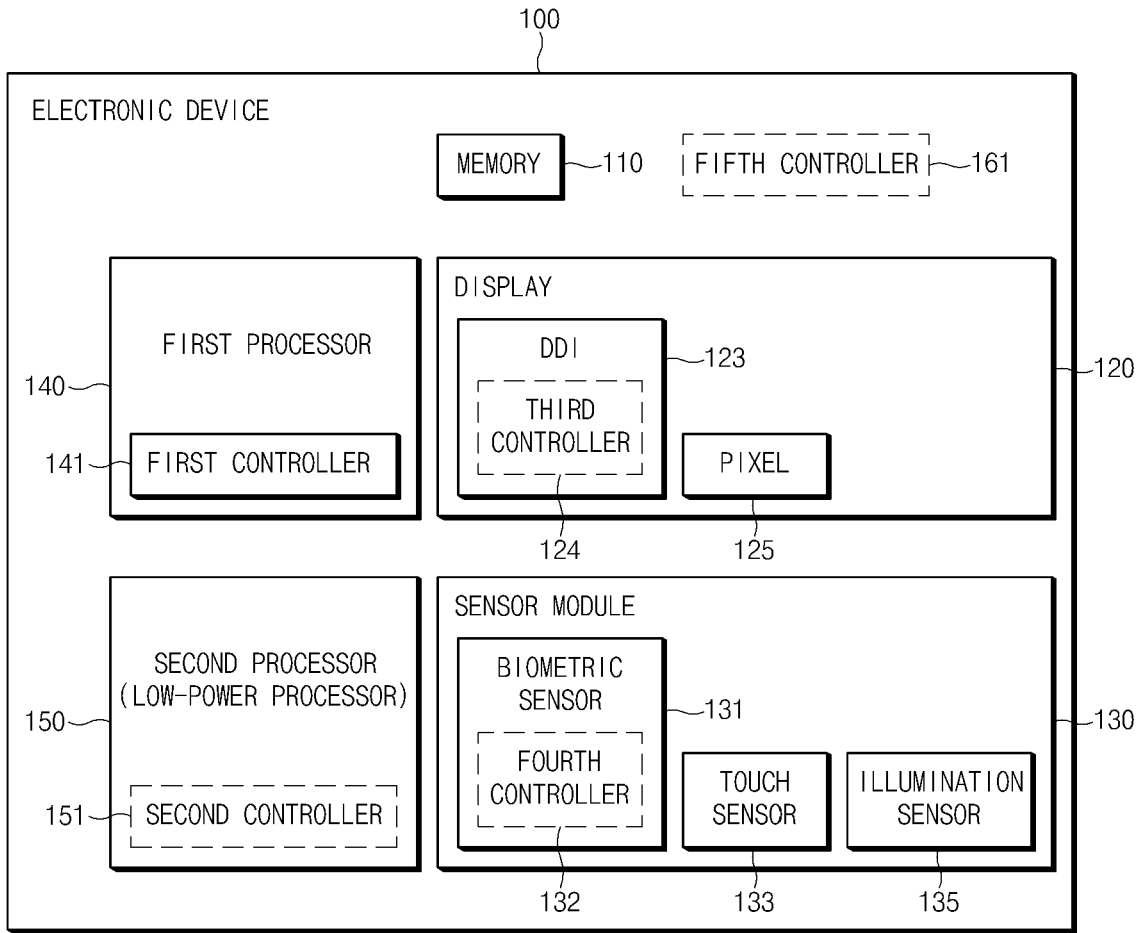 100
ELECTRONIC DEVICE
MEMORY
110
FIFTH CONTROLLER
161
FIRST PROCESSOR
140
FIRST CONTROLLER
141
DISPLAY
DDI
123
THIRD
CONTROLLER
124
PIXEL
125
120
SECOND PROCESSOR
(LOW-POWER PROCESSOR)
150
SECOND CONTROLLER
151
SENSOR MODULE
BIOMETRIC
SENSOR
131
FOURTH
CONTROLLER
132
TOUCH
SENSOR
133
ILLUMINATION
SENSOR
135
130